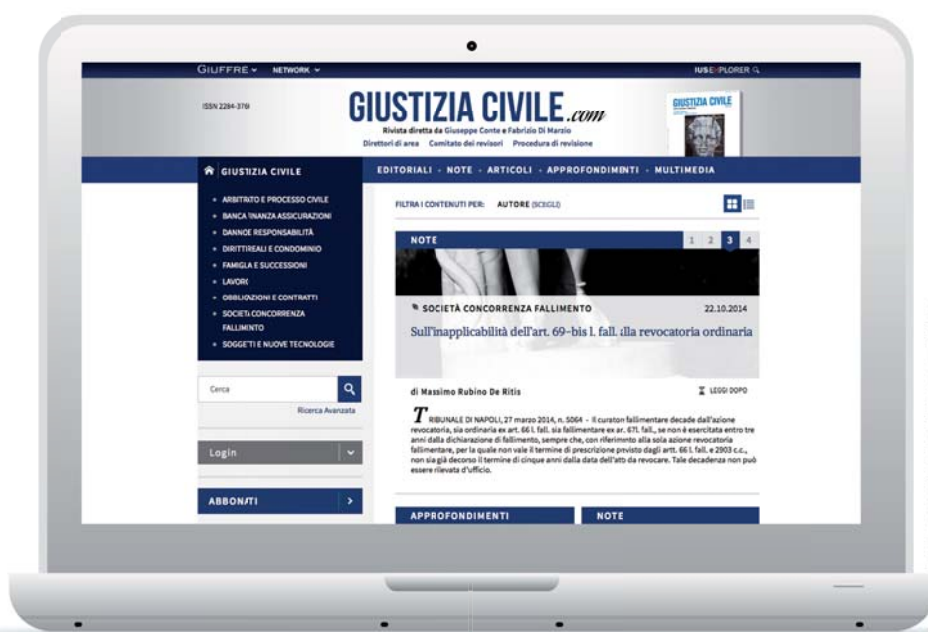 GIUFFRÈ NETWORK IUSEXPLORER
ISSN 2284-3760
GIUSTIZIA CIVILE.com
GIUSTIZIA CIVILE
Rivista diretta da Giuseppe Conte e Fabrizio Di Marzio
Direttori di area Comitato dei revisori Procedura di revisione
GIUSTIZIA CIVILE
EDITORIALI • NOTE • ARTICOLI • APPROFONDIMENTI • MULTIMEDIA
ARBITRATO E PROCESSO CIVILE
BANCA FINANZA ASSICURAZIONI
DANNO E RESPONSABILITÀ
DIRITTI REALI E CONDOMINIO
FAMIGLIA E SUCCESSIONI
LAVORO
OBBLIGAZIONI E CONTRATTI
SOCIETÀ CONCORRENZA
FALLIMENTO
SOGGETTI E NUOVE TECNOLOGIE
Cerca
Ricerca Avanzata
Login
ABBONATI
FILTRA I CONTENUTI PER: AUTORE (SCEGLI)
NOTE 1 2 3 4
SOCIETÀ CONCORRENZA FALLIMENTO 22.10.2014
Sull'inapplicabilità dell'art. 69-bis l. fall. alla revocatoria ordinaria
di Massimo Rubino De Ritis LEGGI DOPO
TRIBUNALE DI NAPOLI, 27 marzo 2014, n. 5064 - Il curatore fallimentare decade dall'azione
revocatoria, sia ordinaria ex art. 66 l. fall. sia fallimentare ex ar. 67l. fall., se non è esercitata entro tre
anni dalla dichiarazione di fallimento, sempre che, con riferimento alla sola azione revocatoria
fallimentare, per la quale non vale il termine di prescrizione previsto dagli artt. 66 l. fall. e 2903 c.c.,
non sia già decorso il termine di cinque anni dalla data dell'atto da revocare. Tale decadenza non può
essere rilevata d'ufficio.
APPROFONDIMENTI NOTE